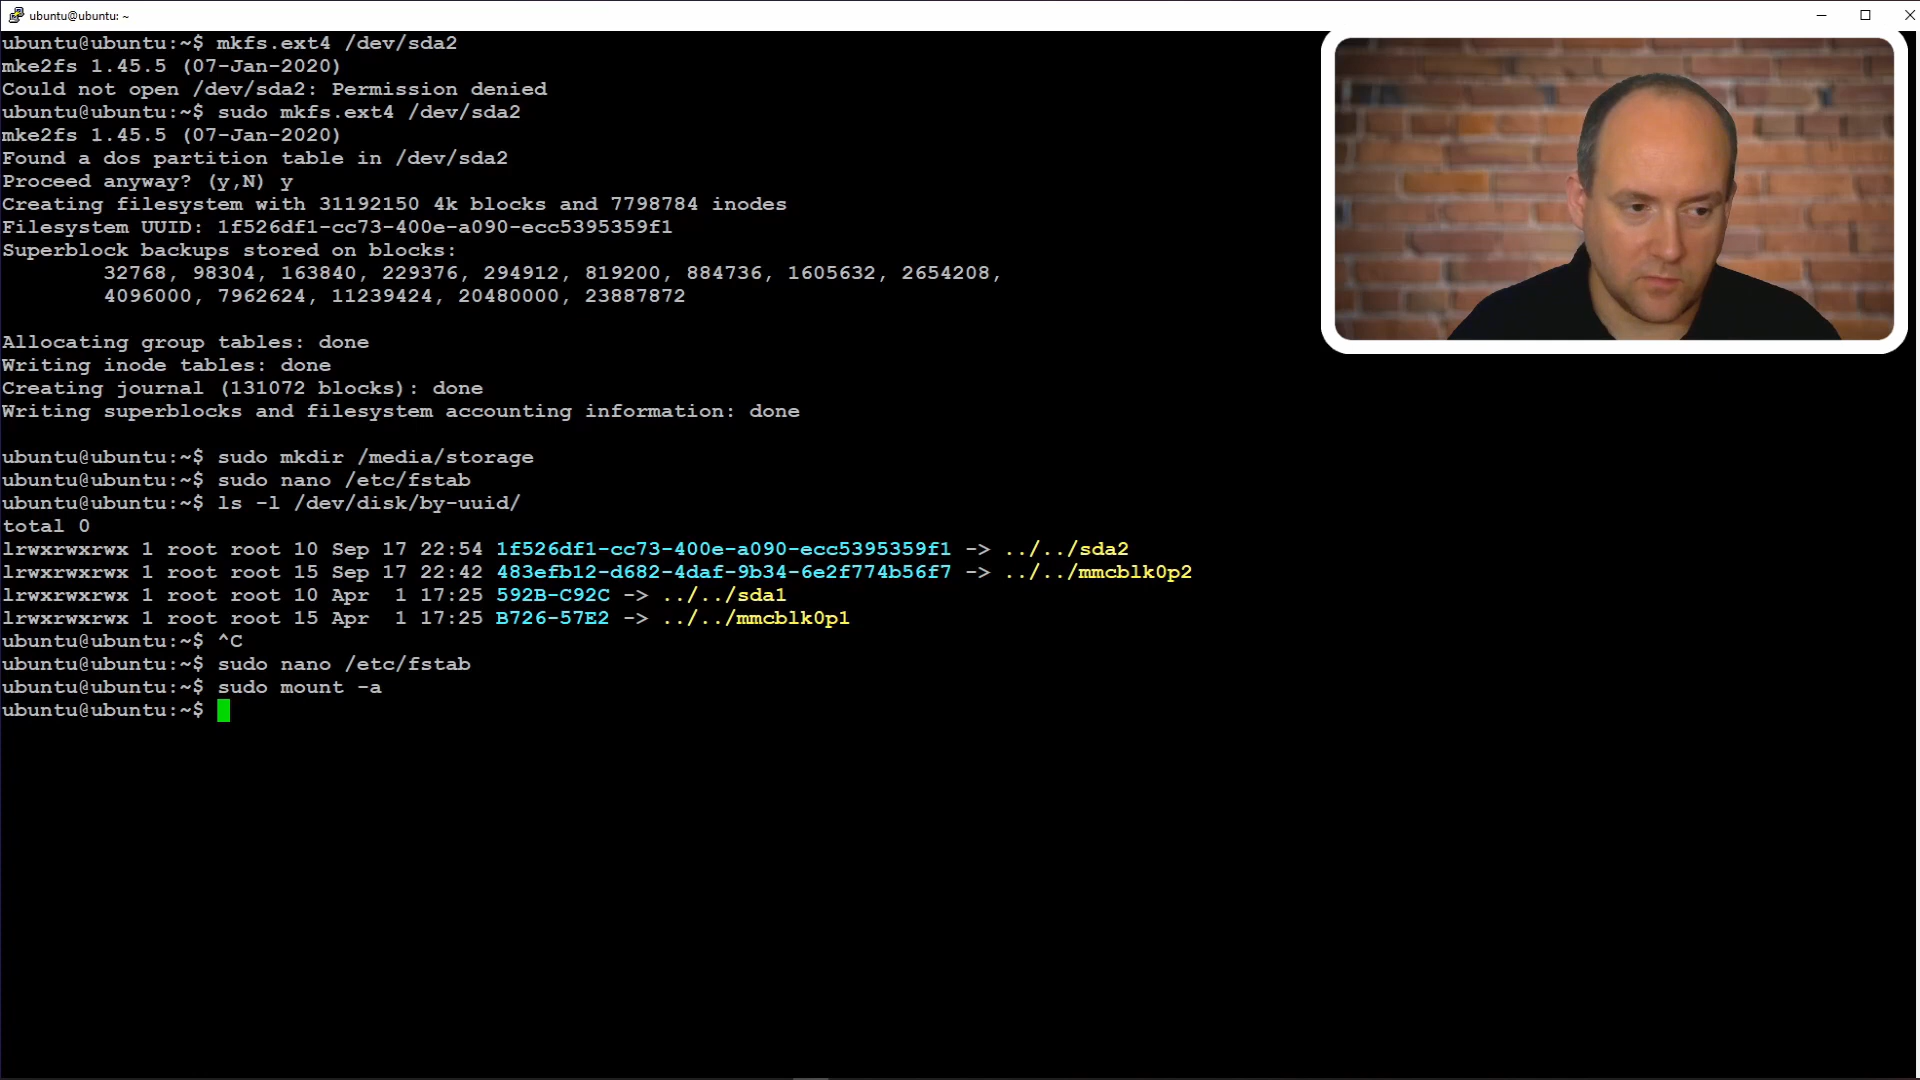 ubuntu@ubuntu: ~
ubuntu@ubuntu:~$ mkfs.ext4 /dev/sda2
mke2fs 1.45.5 (07-Jan-2020)
Could not open /dev/sda2: Permission denied
ubuntu@ubuntu:~$ sudo mkfs.ext4 /dev/sda2
mke2fs 1.45.5 (07-Jan-2020)
Found a dos partition table in /dev/sda2
Proceed anyway? (y,N) y
Creating filesystem with 31192150 4k blocks and 7798784 inodes
Filesystem UUID: 1f526df1-cc73-400e-a090-ecc5395359f1
Superblock backups stored on blocks:
32768, 98304, 163840, 229376, 294912, 819200, 884736, 1605632, 2654208,
4096000, 7962624, 11239424, 20480000, 23887872
Allocating group tables: done
Writing inode tables: done
Creating journal (131072 blocks): done
Writing superblocks and filesystem accounting information: done
ubuntu@ubuntu:~$ sudo mkdir /media/storage
ubuntu@ubuntu:~$ sudo nano /etc/fstab
ubuntu@ubuntu:~$ ls -l /dev/disk/by-uuid/
total 0
lrwxrwxrwx 1 root root 10 Sep 17 22:54 1f526df1-cc73-400e-a090-ecc5395359f1 -> ../../sda2
lrwxrwxrwx 1 root root 15 Sep 17 22:42 483efb12-d682-4daf-9b34-6e2f774b56f7 -> ../../mmcblk0p2
lrwxrwxrwx 1 root root 10 Apr  1 17:25 592B-C92C -> ../../sda1
lrwxrwxrwx 1 root root 15 Apr  1 17:25 B726-57E2 -> ../../mmcblk0p1
ubuntu@ubuntu:~$ ^C
ubuntu@ubuntu:~$ sudo nano /etc/fstab
ubuntu@ubuntu:~$ sudo mount -a
ubuntu@ubuntu:~$